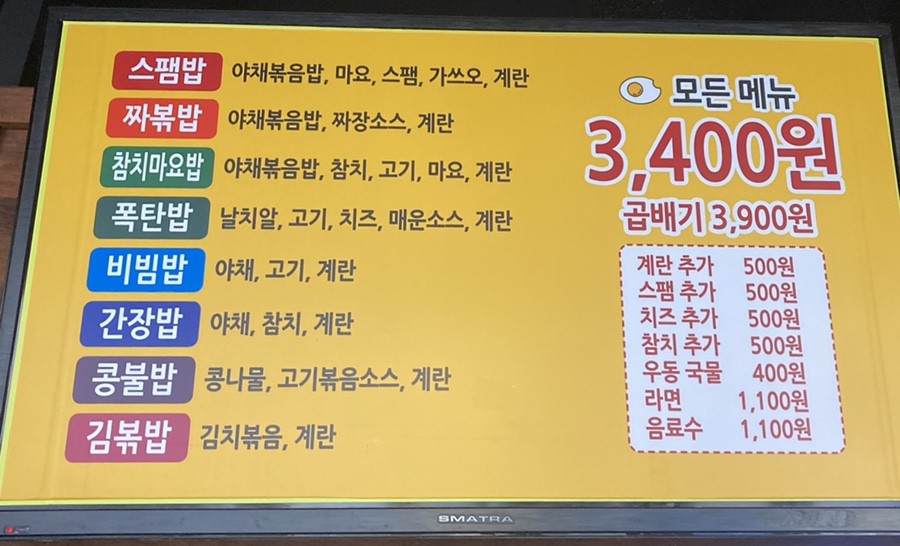 스팸밥 야채볶음밥, 마요, 스팸, 가쓰오, 계란
짜볶밥 야채볶음밥, 짜장소스, 계란
참치마요밥 야채볶음밥, 참치, 고기, 마요, 계란
폭탄밥 날치알, 고기, 치즈, 매운소스, 계란
비빔밥 야채, 고기, 계란
간장밥 야채, 참치, 계란
콩불밥 콩나물, 고기볶음소스, 계란
김볶밥 김치볶음, 계란
모든 메뉴
3,400원
곱배기 3,900원
계란 추가 500원
스팸 추가 500원
치즈 추가 500원
참치 추가 500원
우동 국물 400원
라면 1,100원
음료수 1,100원
SMATRA